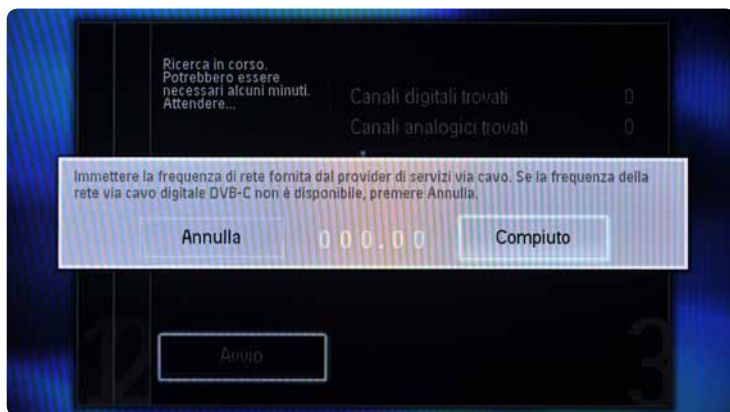 Ricerca in corso.
Potrebbero essere
necessari alcuni minuti.
Attendere...
Canali digitali trovati 0
Canali analogici trovati 0
Immettere la frequenza di rete fornita dal provider di servizi via cavo. Se la frequenza della
rete via cavo digitale DVB-C non è disponibile, premere Annulla.
Annulla 000.00 Compiuto
Avvio
12 3